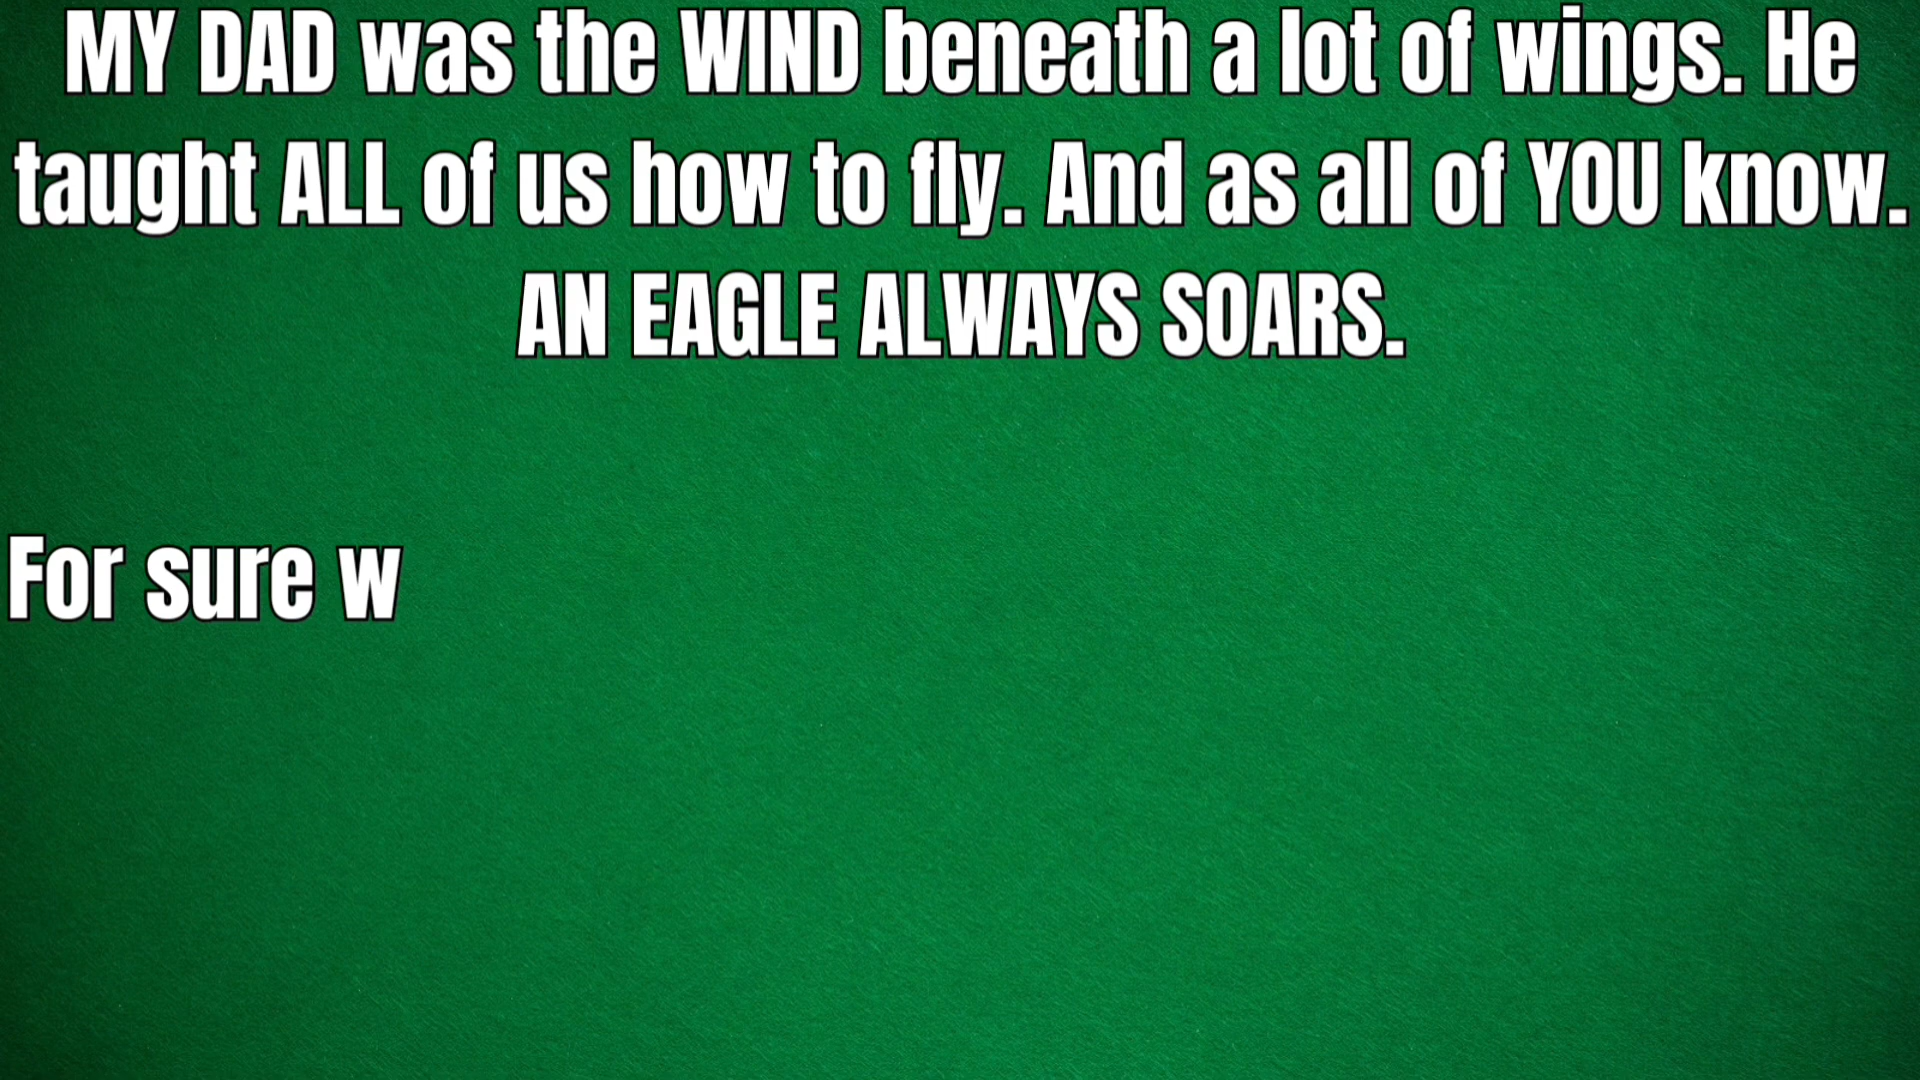 MY DAD was the WIND beneath a lot of wings. He
taught ALL of us how to fly. And as all of YOU know.
AN EAGLE ALWAYS SOARS.
For sure w